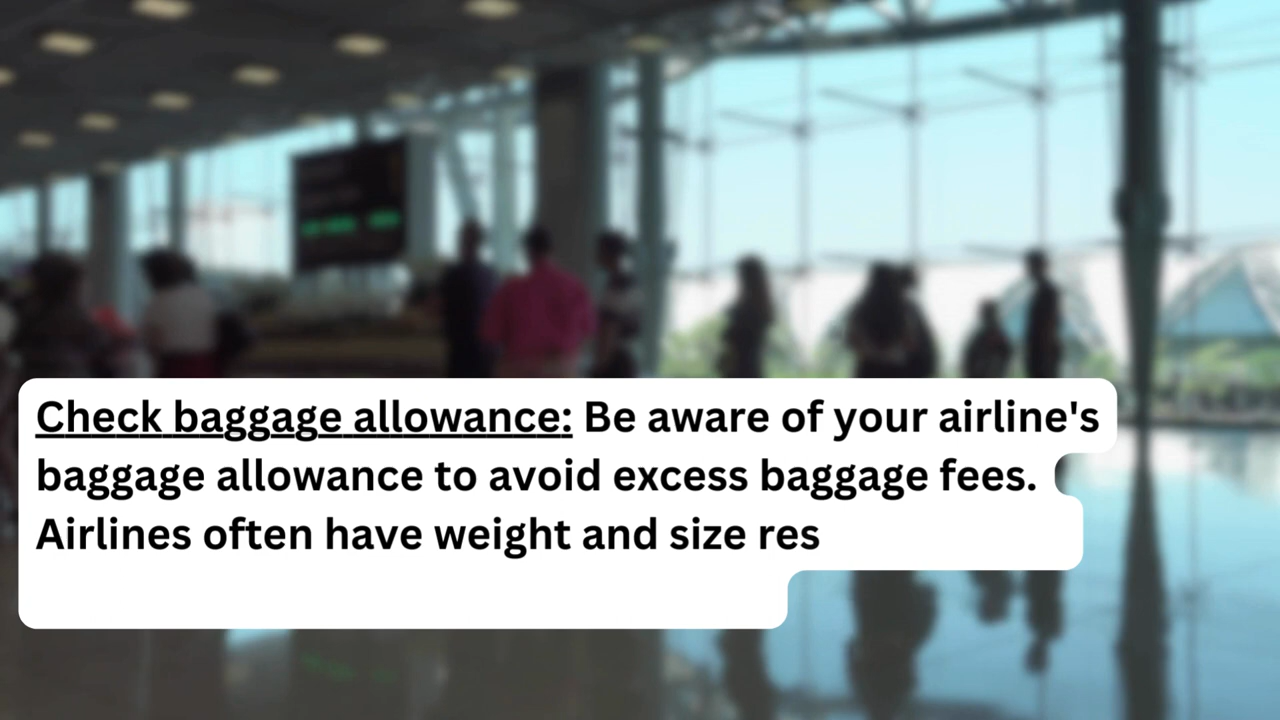 Check baggage allowance: Be aware of your airline's
baggage allowance to avoid excess baggage fees.
Airlines often have weight and size res